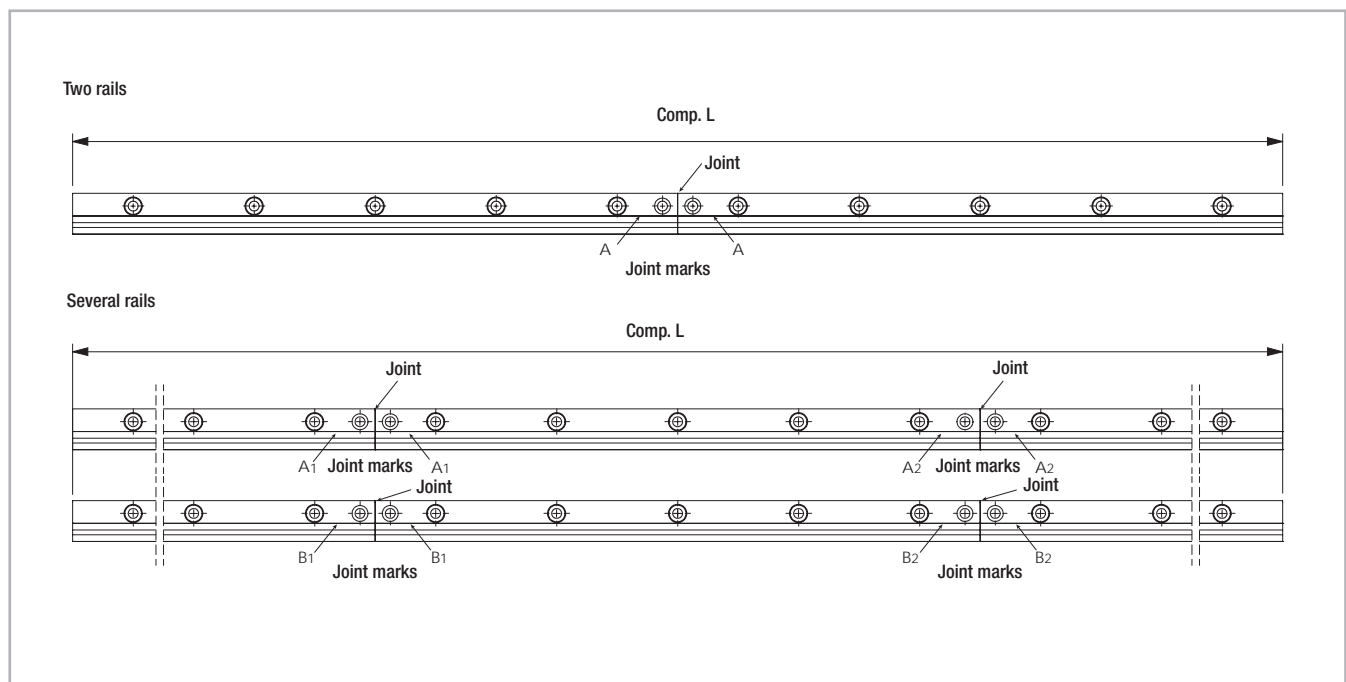 Two rails
Comp. L
Joint
A A
Joint marks
Several rails
Comp. L
Joint Joint
A1 Joint marks A1 A2 Joint marks A2
Joint Joint
B1 B1 B2 B2
Joint marks Joint marks